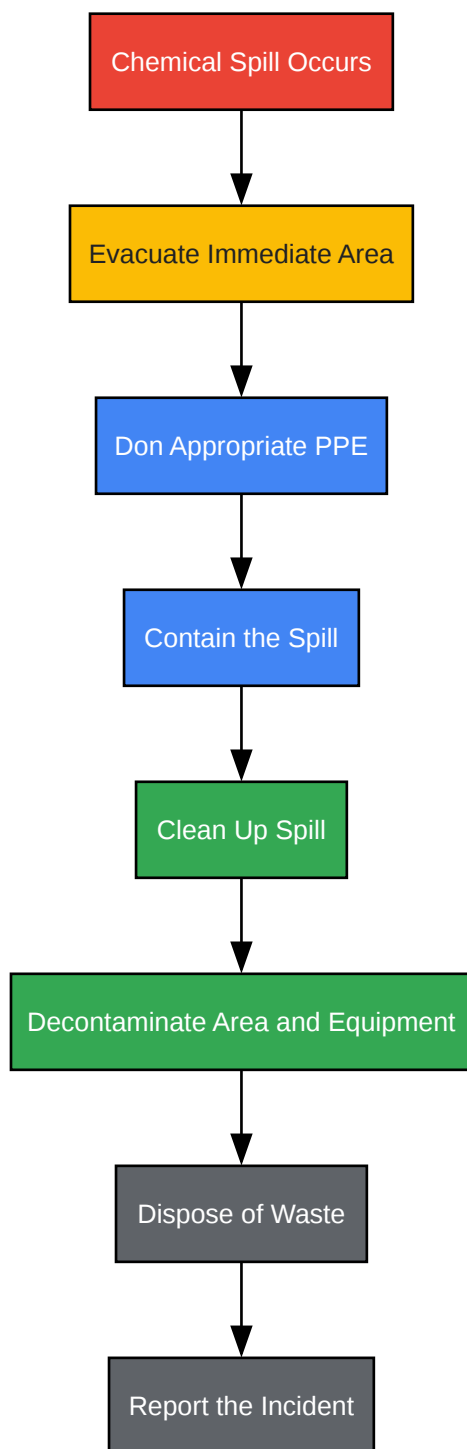 Chemical Spill Occurs
Evacuate Immediate Area
Don Appropriate PPE
Contain the Spill
Clean Up Spill
Decontaminate Area and Equipment
Dispose of Waste
Report the Incident